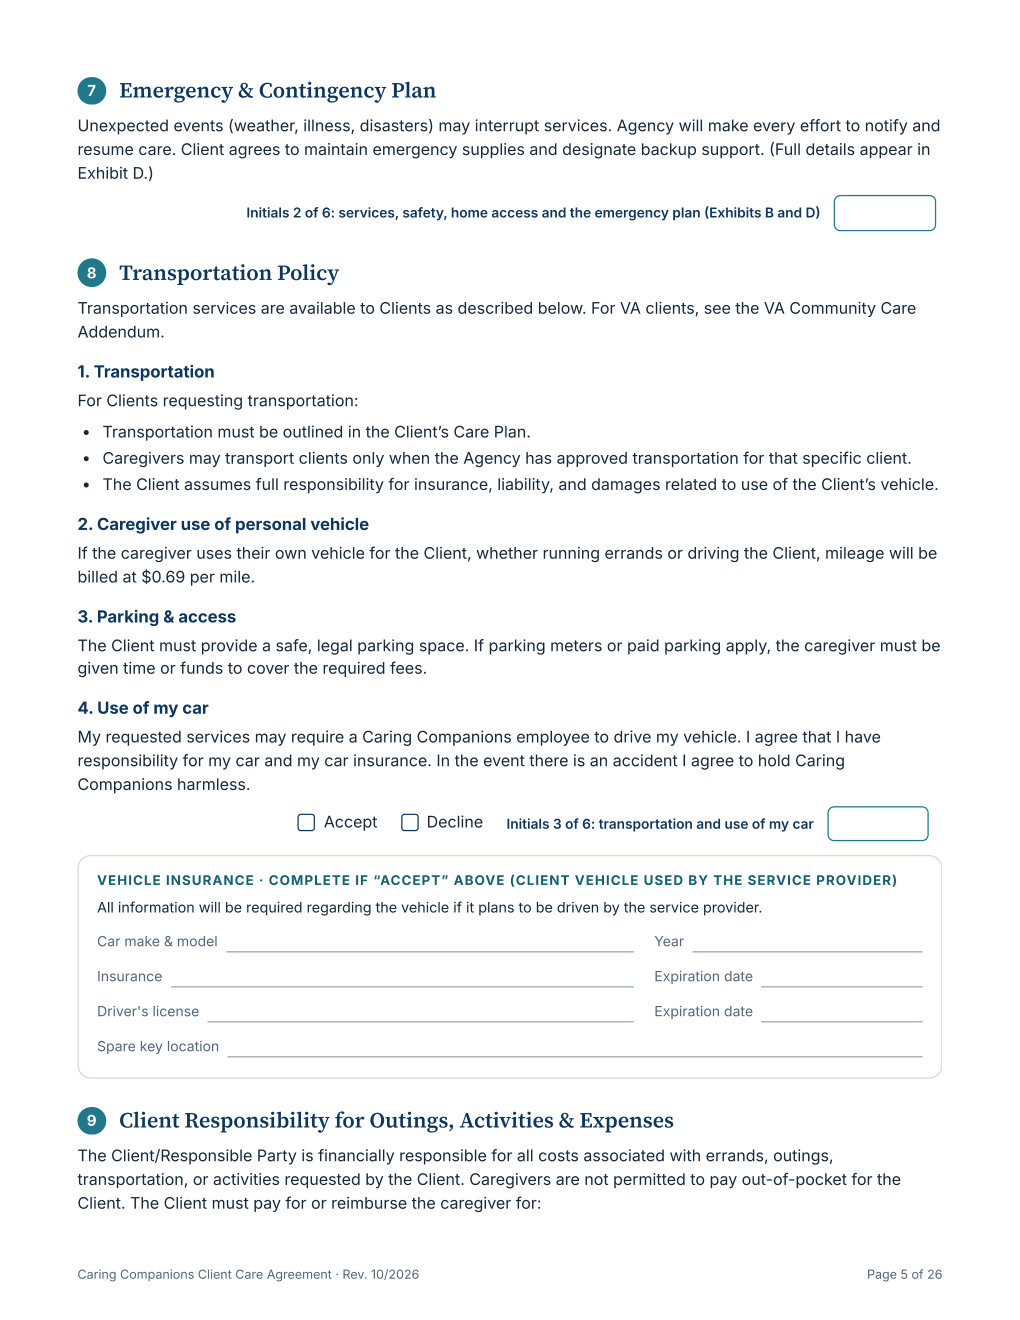 7 Emergency & Contingency Plan
Unexpected events (weather, illness, disasters) may interrupt services. Agency will make every effort to notify and
resume care. Client agrees to maintain emergency supplies and designate backup support. (Full details appear in
Exhibit D.)
Initials 2 of 6: services, safety, home access and the emergency plan (Exhibits B and D)
8 Transportation Policy
Transportation services are available to Clients as described below. For VA clients, see the VA Community Care
Addendum.
1. Transportation
For Clients requesting transportation:
• Transportation must be outlined in the Client’s Care Plan.
• Caregivers may transport clients only when the Agency has approved transportation for that specific client.
• The Client assumes full responsibility for insurance, liability, and damages related to use of the Client’s vehicle.
2. Caregiver use of personal vehicle
If the caregiver uses their own vehicle for the Client, whether running errands or driving the Client, mileage will be
billed at $0.69 per mile.
3. Parking & access
The Client must provide a safe, legal parking space. If parking meters or paid parking apply, the caregiver must be
given time or funds to cover the required fees.
4. Use of my car
My requested services may require a Caring Companions employee to drive my vehicle. I agree that I have
responsibility for my car and my car insurance. In the event there is an accident I agree to hold Caring
Companions harmless.
Accept Decline Initials 3 of 6: transportation and use of my car
VEHICLE INSURANCE · COMPLETE IF “ACCEPT” ABOVE (CLIENT VEHICLE USED BY THE SERVICE PROVIDER)
All information will be required regarding the vehicle if it plans to be driven by the service provider.
Car make & model Year
Insurance Expiration date
Driver's license Expiration date
Spare key location
9 Client Responsibility for Outings, Activities & Expenses
The Client/Responsible Party is financially responsible for all costs associated with errands, outings,
transportation, or activities requested by the Client. Caregivers are not permitted to pay out-of-pocket for the
Client. The Client must pay for or reimburse the caregiver for:
Caring Companions Client Care Agreement · Rev. 10/2026 Page 5 of 26